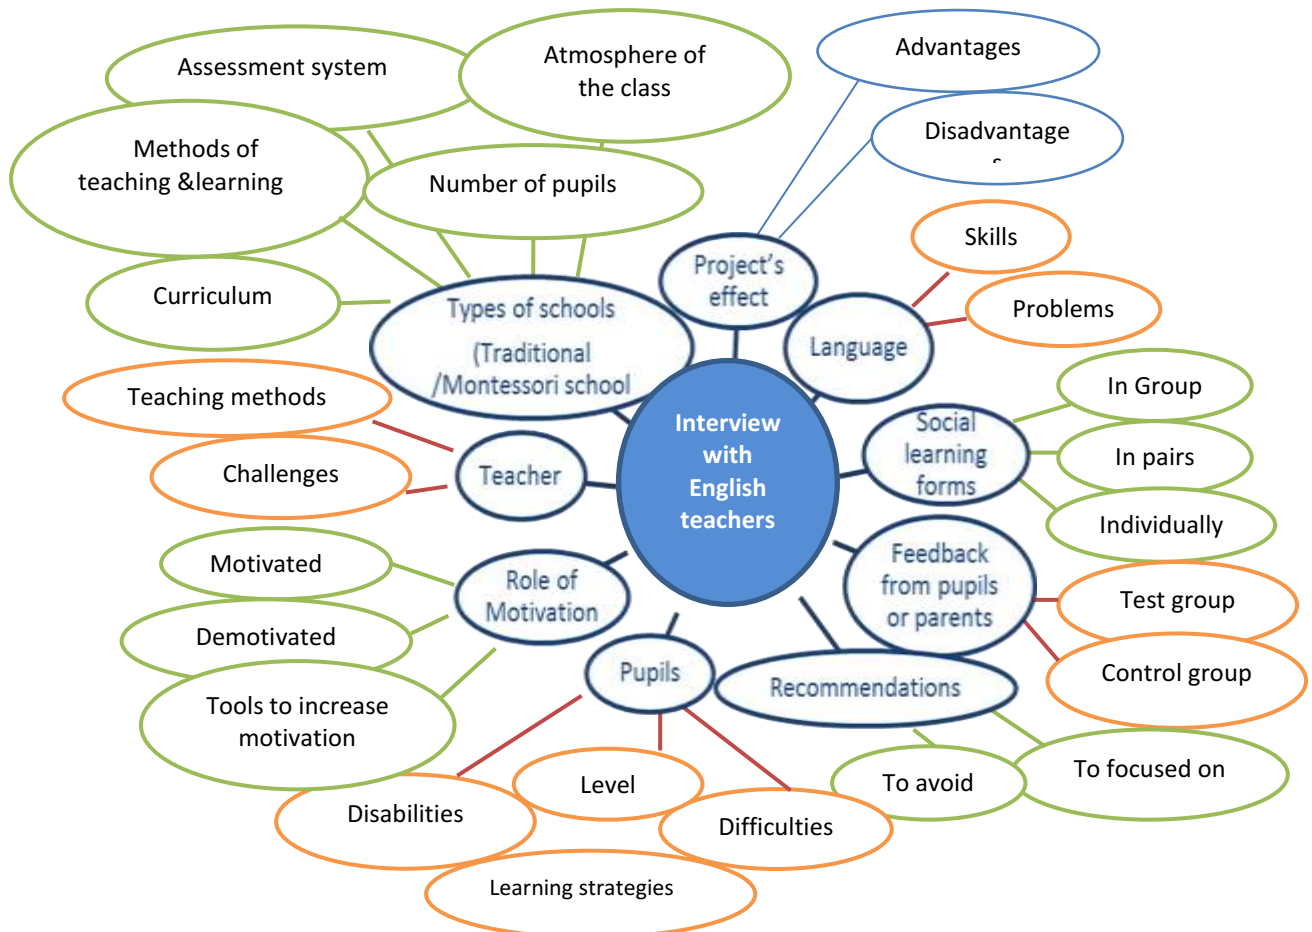 Assessment system
Atmosphere of
the class
Advantages
Disadvantage
Methods of
teaching &learning
Number of pupils
Curriculum
Types of schools
(Traditional
/Montessori school
Project's
effect
Skills
Problems
Language
Teaching methods
Challenges
Teacher
Interview
with
English
teachers
Social
learning
forms
In Group
In pairs
Individually
Motivated
Demotivated
Tools to increase
motivation
Role of
Motivation
Feedback
from pupils
or parents
Test group
Control group
Pupils
Recommendations
Disabilities
Level
Difficulties
Learning strategies
To avoid
To focused on